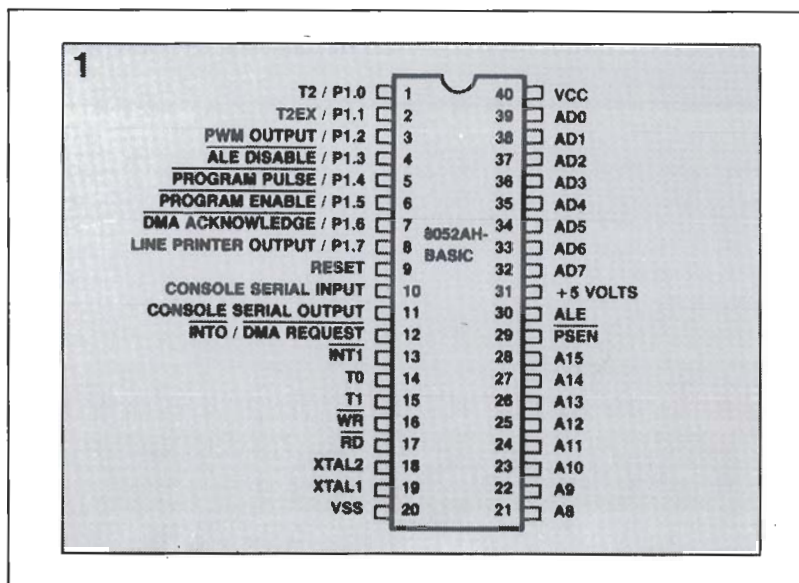 1
T2 / P1.0 1 40 VCC
T2EX / P1.1 2 39 AD0
PWM OUTPUT / P1.2 3 38 AD1
ALE DISABLE / P1.3 4 37 AD2
PROGRAM PULSE / P1.4 5 36 AD3
PROGRAM ENABLE / P1.5 6 35 AD4
DMA ACKNOWLEDGE / P1.6 7 34 AD5
8052AH-
LINE PRINTER OUTPUT / P1.7 8 33 AD6
BASIC
RESET 9 32 AD7
CONSOLE SERIAL INPUT 10 31 +5 VOLTS
CONSOLE SERIAL OUTPUT 11 30 ALE
INTO / DMA REQUEST 12 29 PSEN
INT1 13 28 A15
T0 14 27 A14
T1 15 26 A13
WR 16 25 A12
RD 17 24 A11
XTAL2 18 23 A10
XTAL1 19 22 A9
VSS 20 21 A8